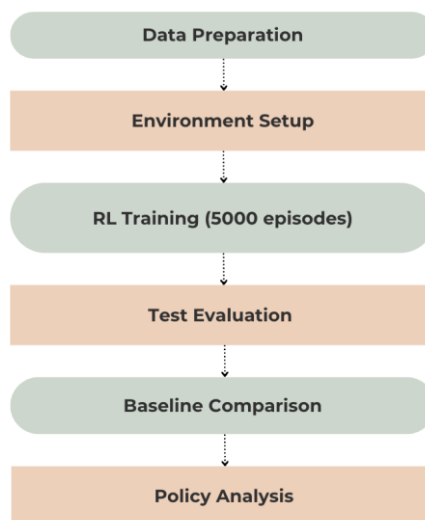 Data Preparation
Environment Setup
RL Training (5000 episodes)
Test Evaluation
Baseline Comparison
Policy Analysis